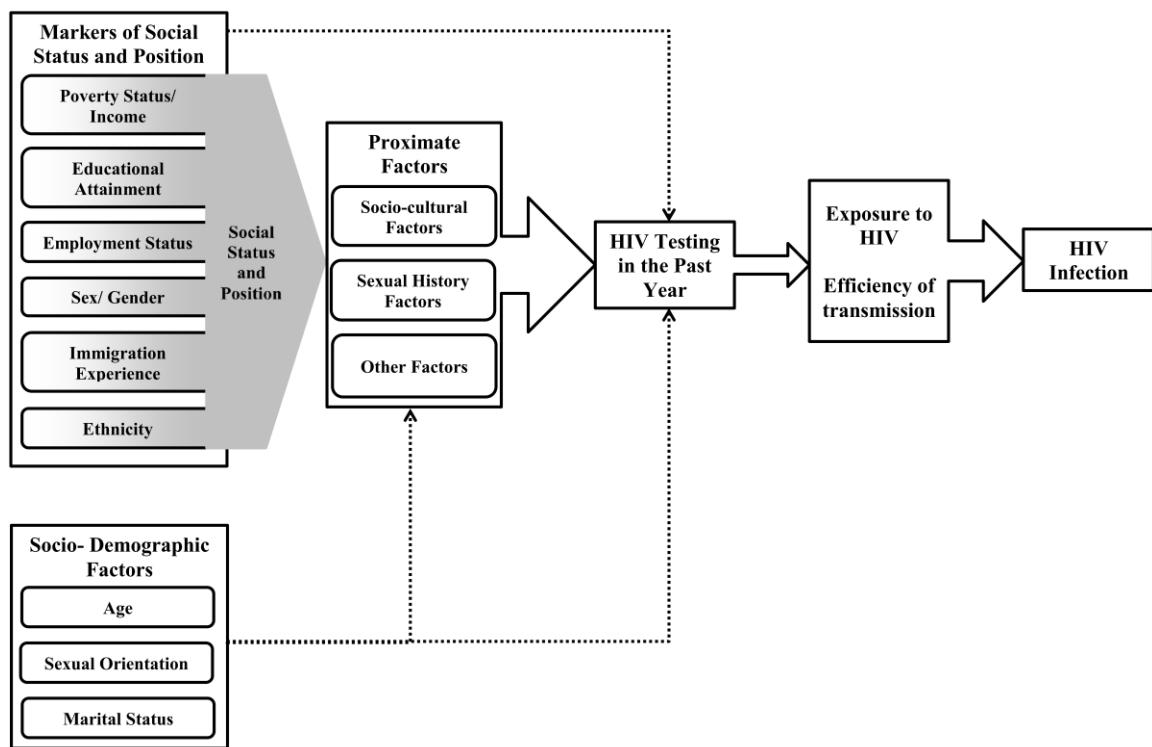 Markers of Social
Status and Position
Poverty Status/
Income
Educational
Attainment
Employment Status
Sex/ Gender
Immigration
Experience
Ethnicity
Social
Status
and
Position
Proximate
Factors
Socio-cultural
Factors
Sexual History
Factors
Other Factors
HIV Testing
in the Past
Year
Exposure to
HIV
Efficiency of
transmission
HIV
Infection
Socio- Demographic
Factors
Age
Sexual Orientation
Marital Status